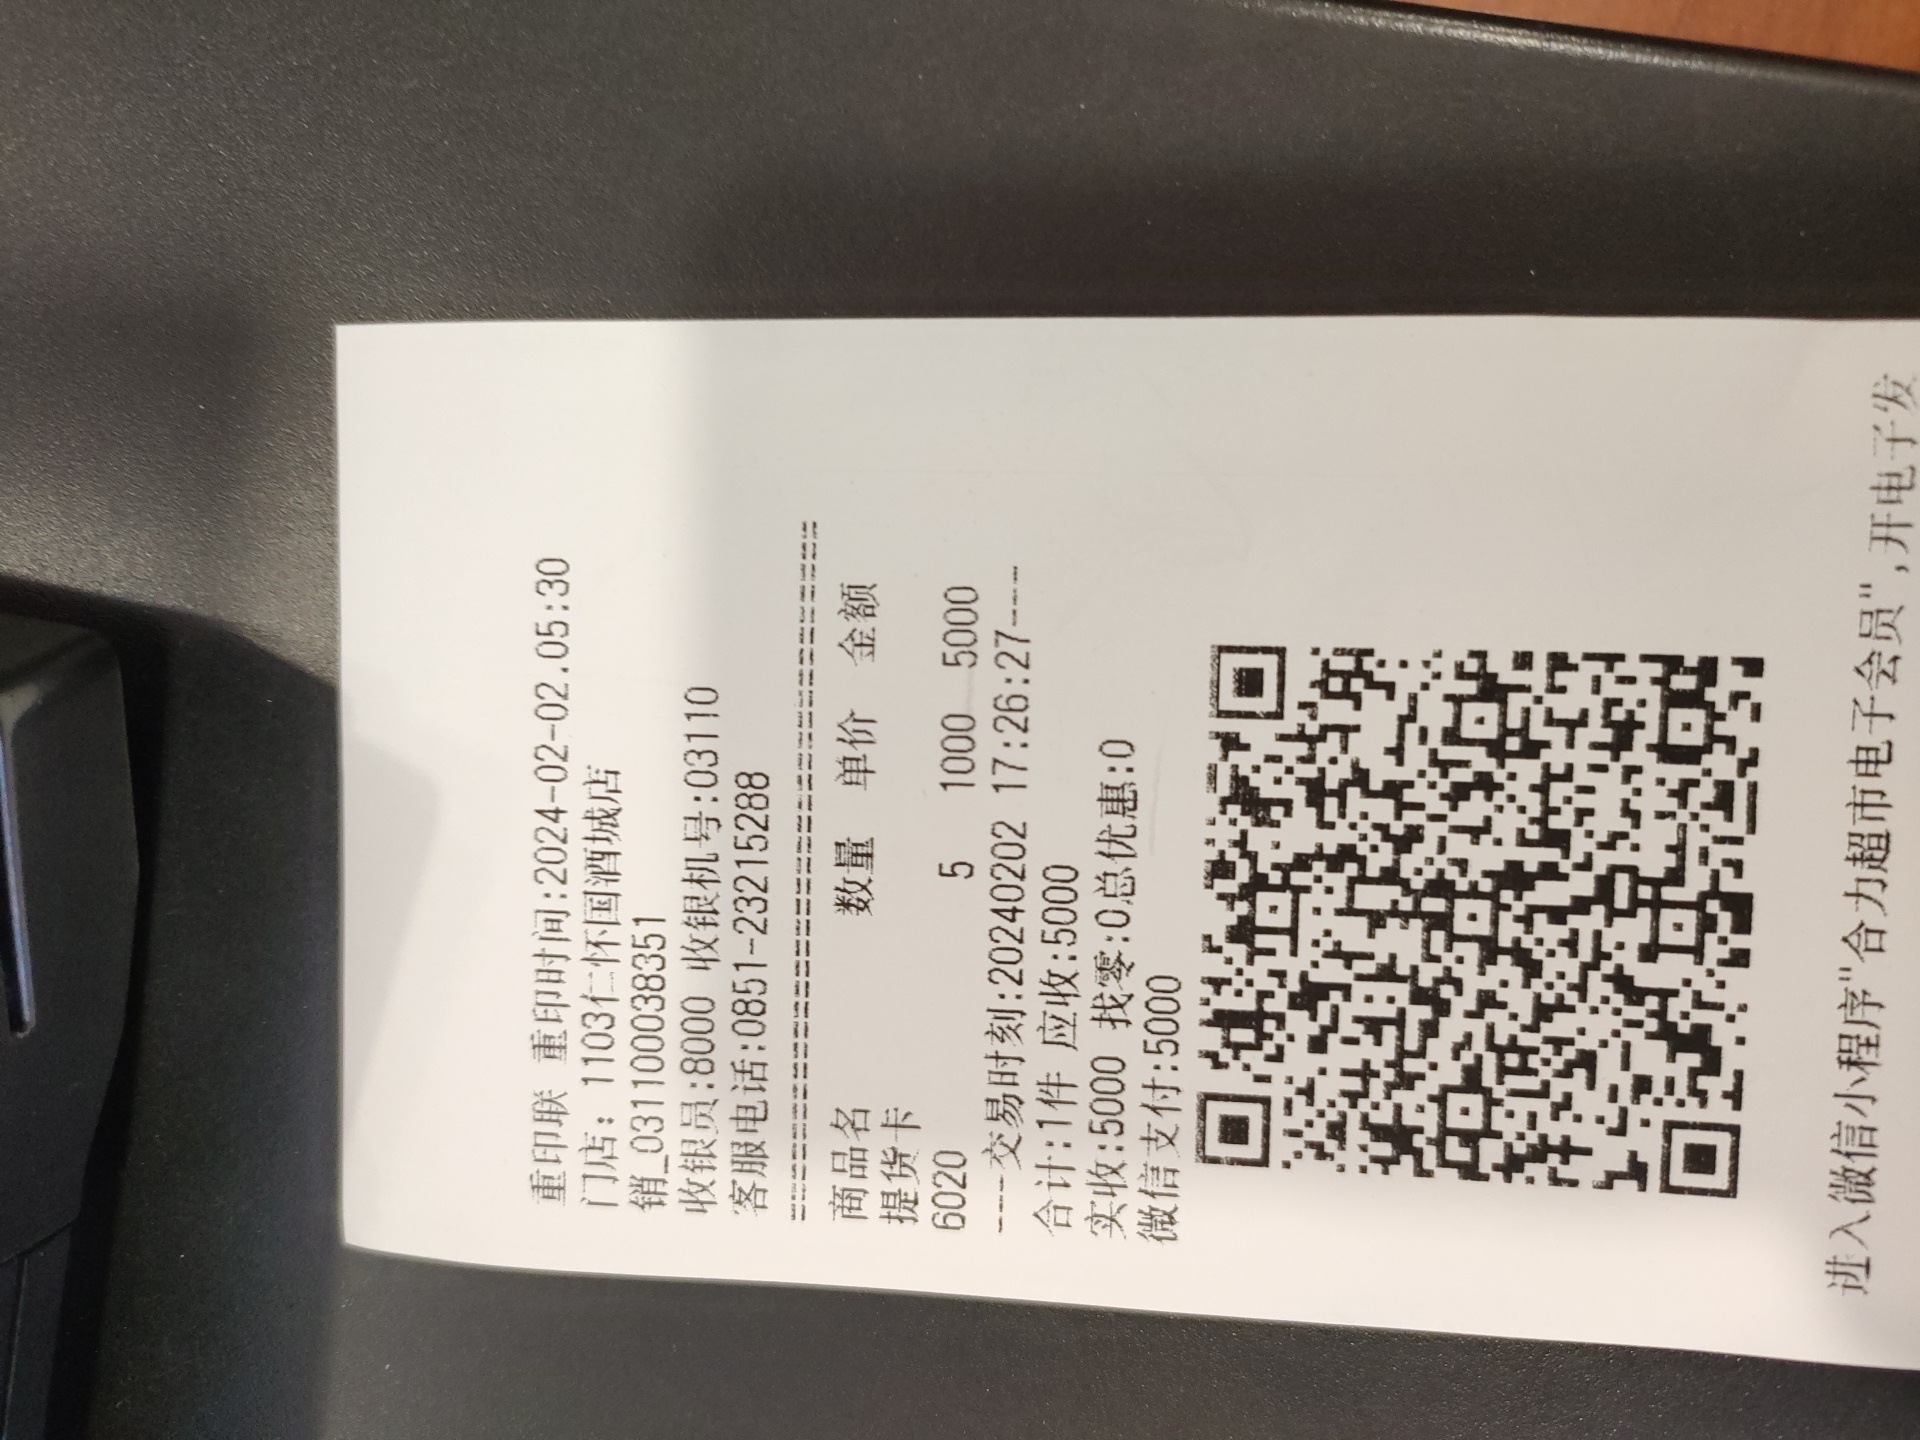 重印联 重印时间:2024-02-02.05:30
门店: 1103仁怀国酒城店
销_031100038351
收银员:8000 收银机号:03110
客服电话:0851-23215288
================================
商品名 数量 单价 金额
提货卡
6020 5 1000 5000
----交易时刻:20240202 17:26:27----
合计:1件 应收:5000
实收:5000 找零:0总优惠:0
微信支付:5000
进入微信小程序"合力超市电子会员",开电子发